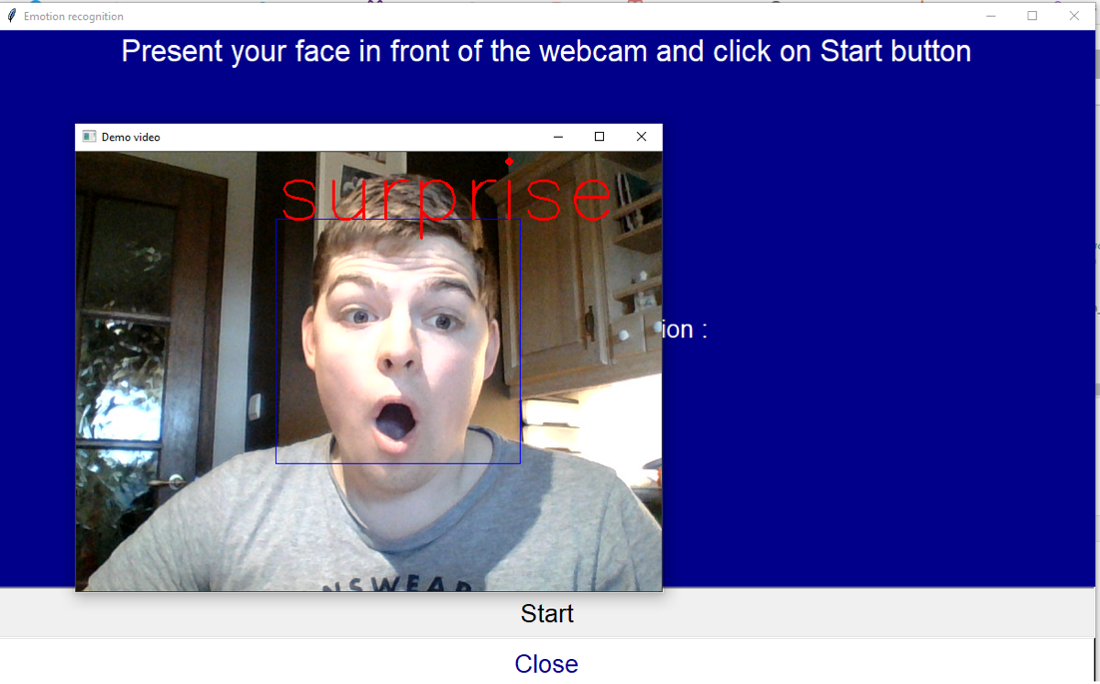 Emotion recognition
Present your face in front of the webcam and click on Start button
Demo video
surprise
ion :
NSWEAR
Start
Close